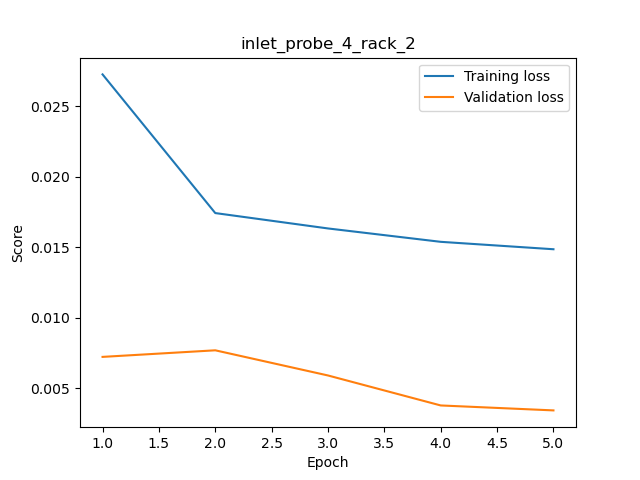 inlet_probe_4_rack_2
Training loss
Validation loss
0.025
0.020
0.015
0.010
0.005
Score
1.0 1.5 2.0 2.5 3.0 3.5 4.0 4.5 5.0
Epoch